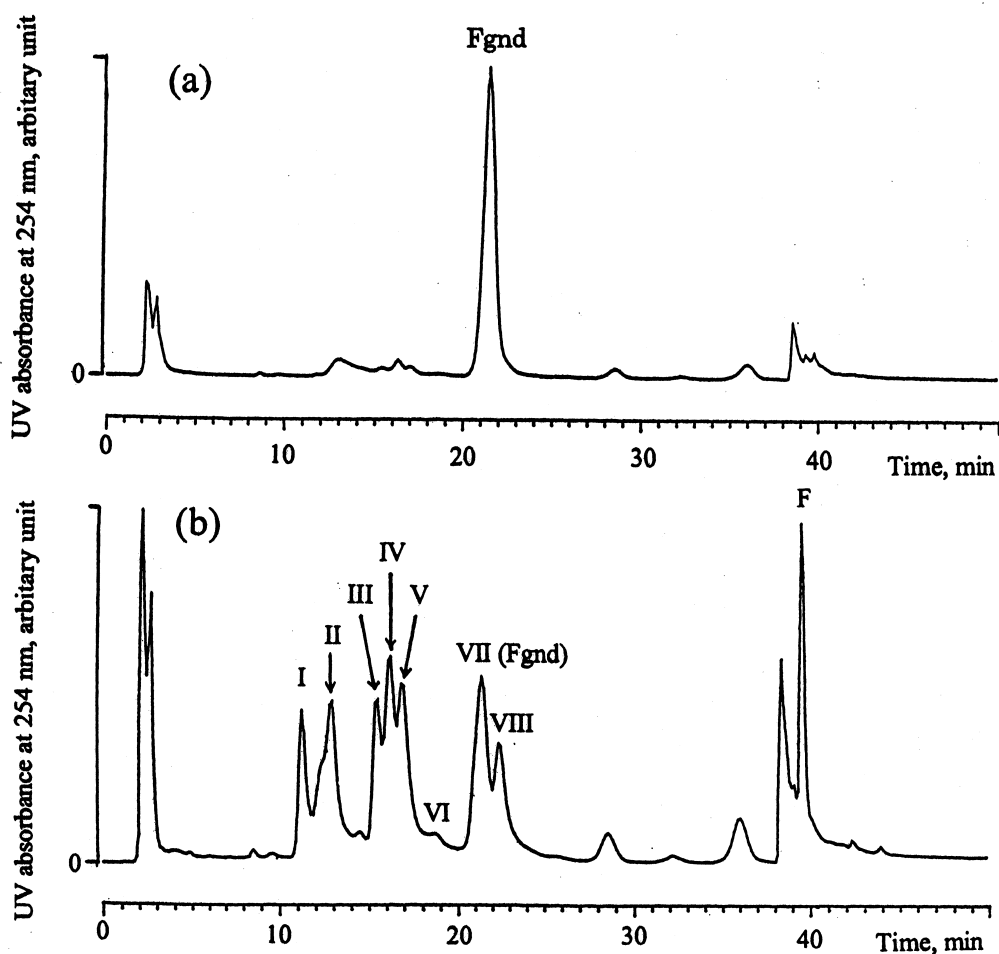 Fgnd
(a)
UV absorbance at 254 nm, arbitary unit
0
0 10 20 30 40
Time, min
(b)
F
UV absorbance at 254 nm, arbitary unit
IV
III V
II
I
VII (Fgnd)
VIII
VI
0
0 10 20 30 40
Time, min